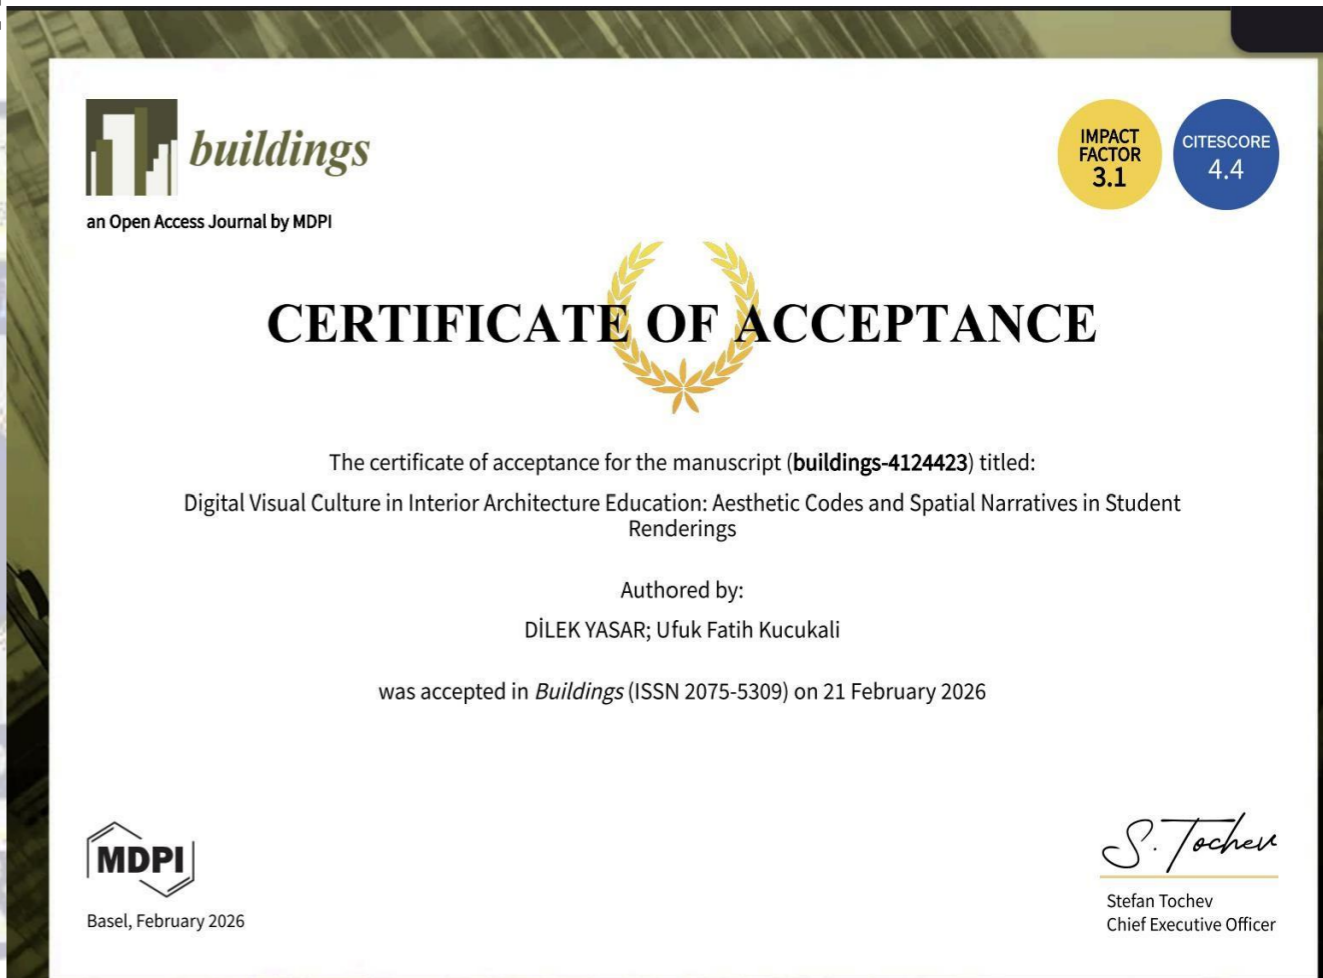 buildings
IMPACT
FACTOR
3.1
CITESCORE
4.4
an Open Access Journal by MDPI
CERTIFICATE OF ACCEPTANCE
The certificate of acceptance for the manuscript (buildings-4124423) titled:
Digital Visual Culture in Interior Architecture Education: Aesthetic Codes and Spatial Narratives in Student
Renderings
Authored by:
DİLEK YASAR; Ufuk Fatih Kucukali
was accepted in Buildings (ISSN 2075-5309) on 21 February 2026
MDPI
Basel, February 2026
S. Tochev
Stefan Tochev
Chief Executive Officer